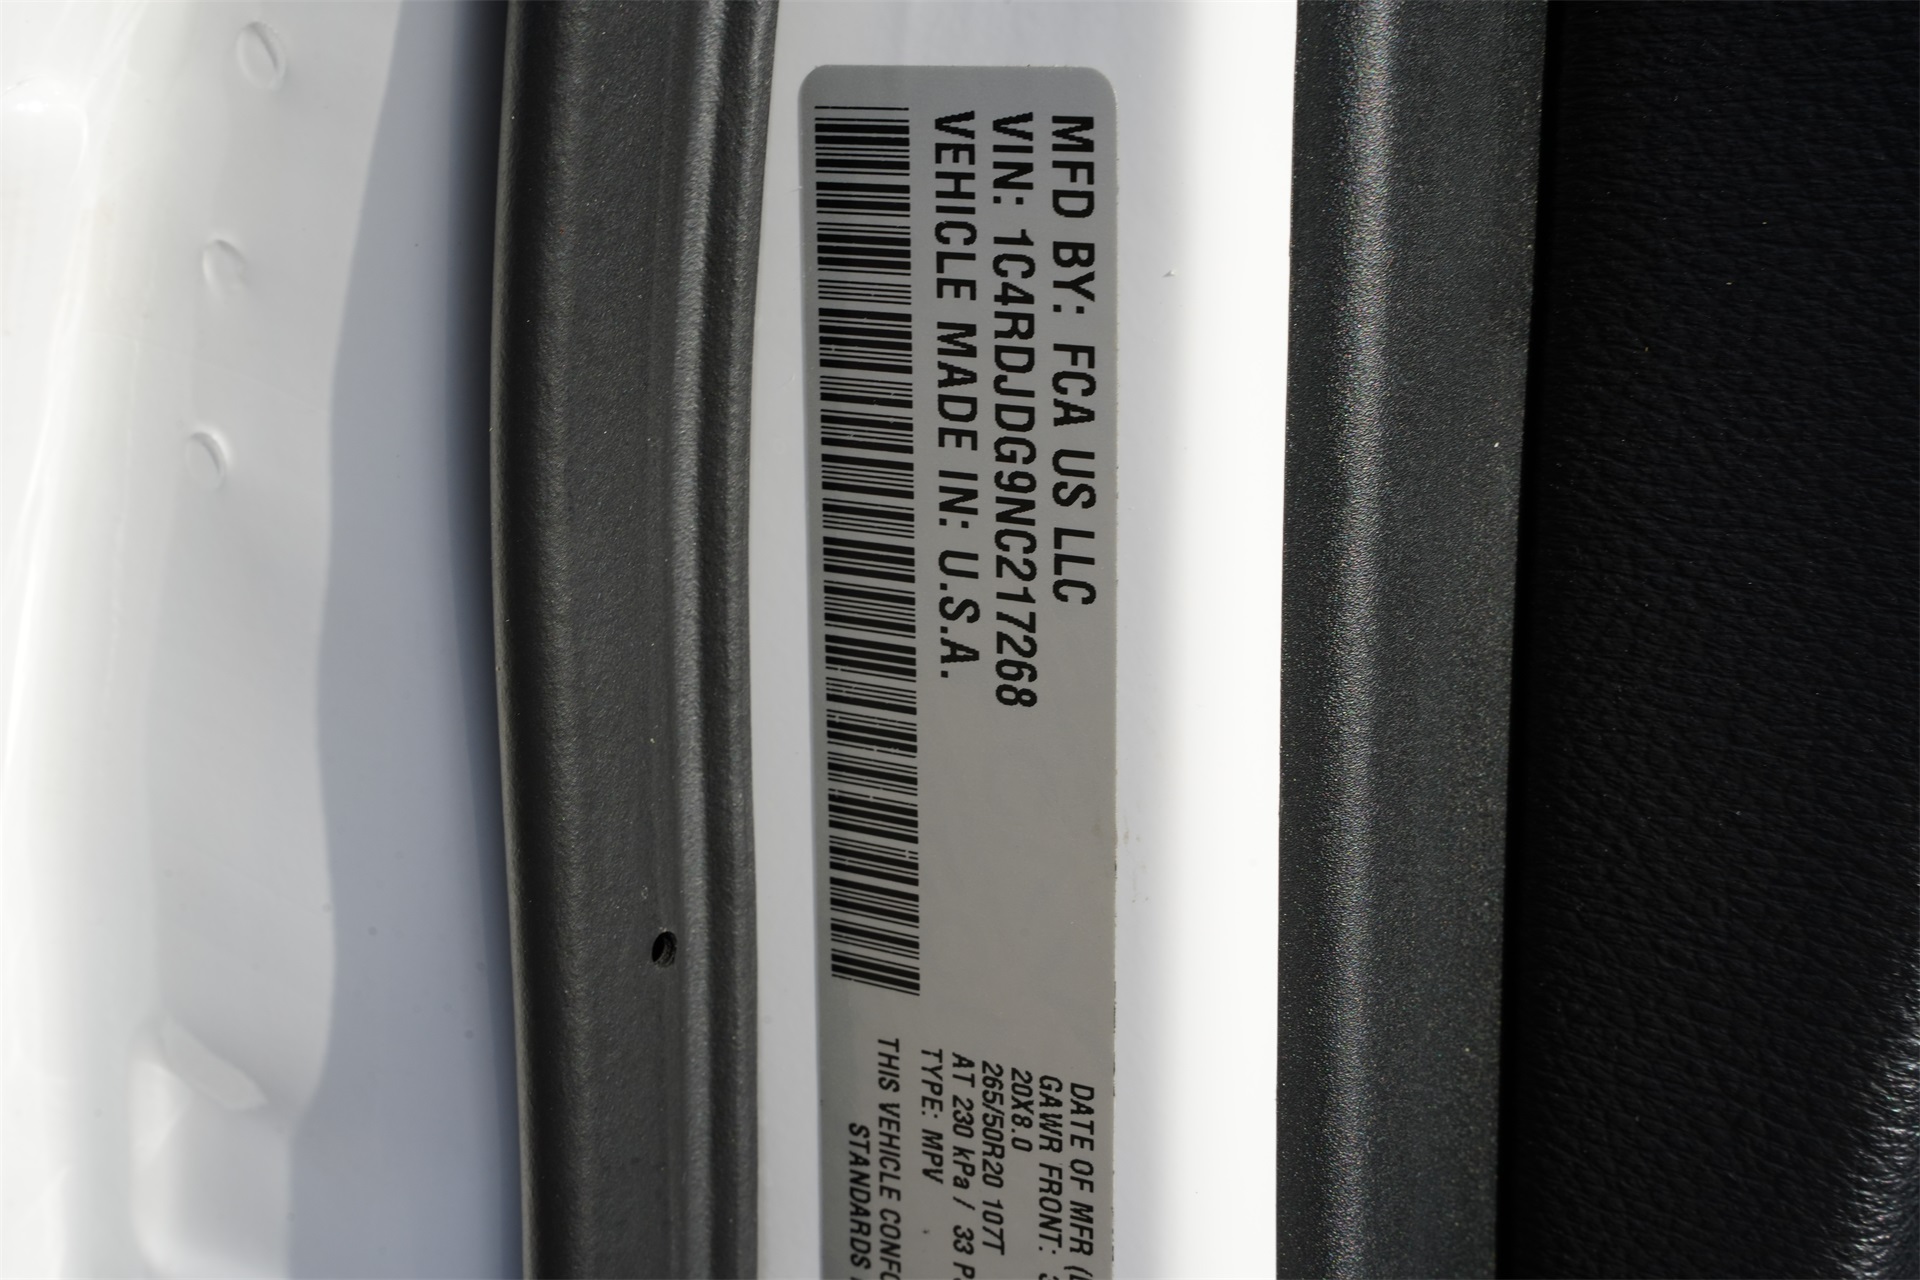 MFD BY: FCA US LLC
VIN: 1C4RDJDG9NC217268
VEHICLE MADE IN: U.S.A.
DATE OF MFR
GAWR FRONT:
20X8.0
265/50R20 107T
AT 230 kPa / 33
TYPE: MPV
THIS VEHICLE
STANDARDS